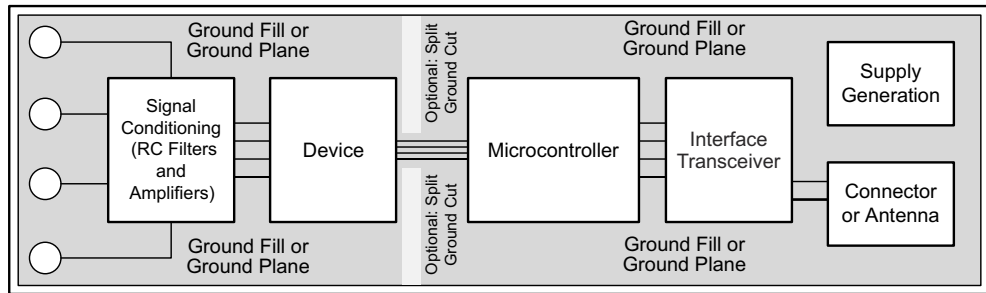 Ground Fill or
Ground Plane
Optional: Split
Ground Cut
Ground Fill or
Ground Plane
Signal
Conditioning
(RC Filters
and
Amplifiers)
Device
Microcontroller
Interface
Transceiver
Supply
Generation
Connector
or Antenna
Ground Fill or
Ground Plane
Optional: Split
Ground Cut
Ground Fill or
Ground Plane